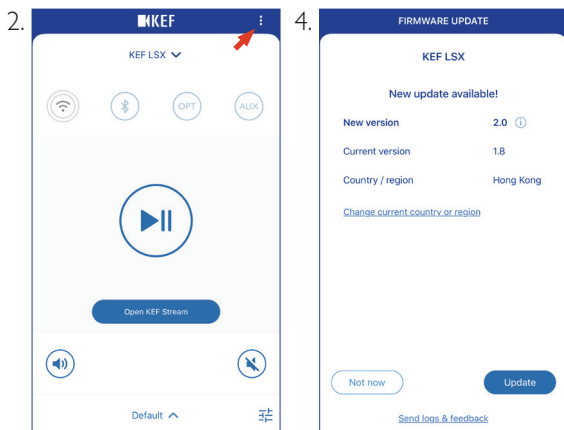 2.
KEF
KEF LSX
OPT
AUX
Open KEF Stream
Default
4.
FIRMWARE UPDATE
KEF LSX
New update available!
New version 2.0 i
Current version 1.8
Country / region Hong Kong
Change current country or region
Not now Update
Send logs & feedback